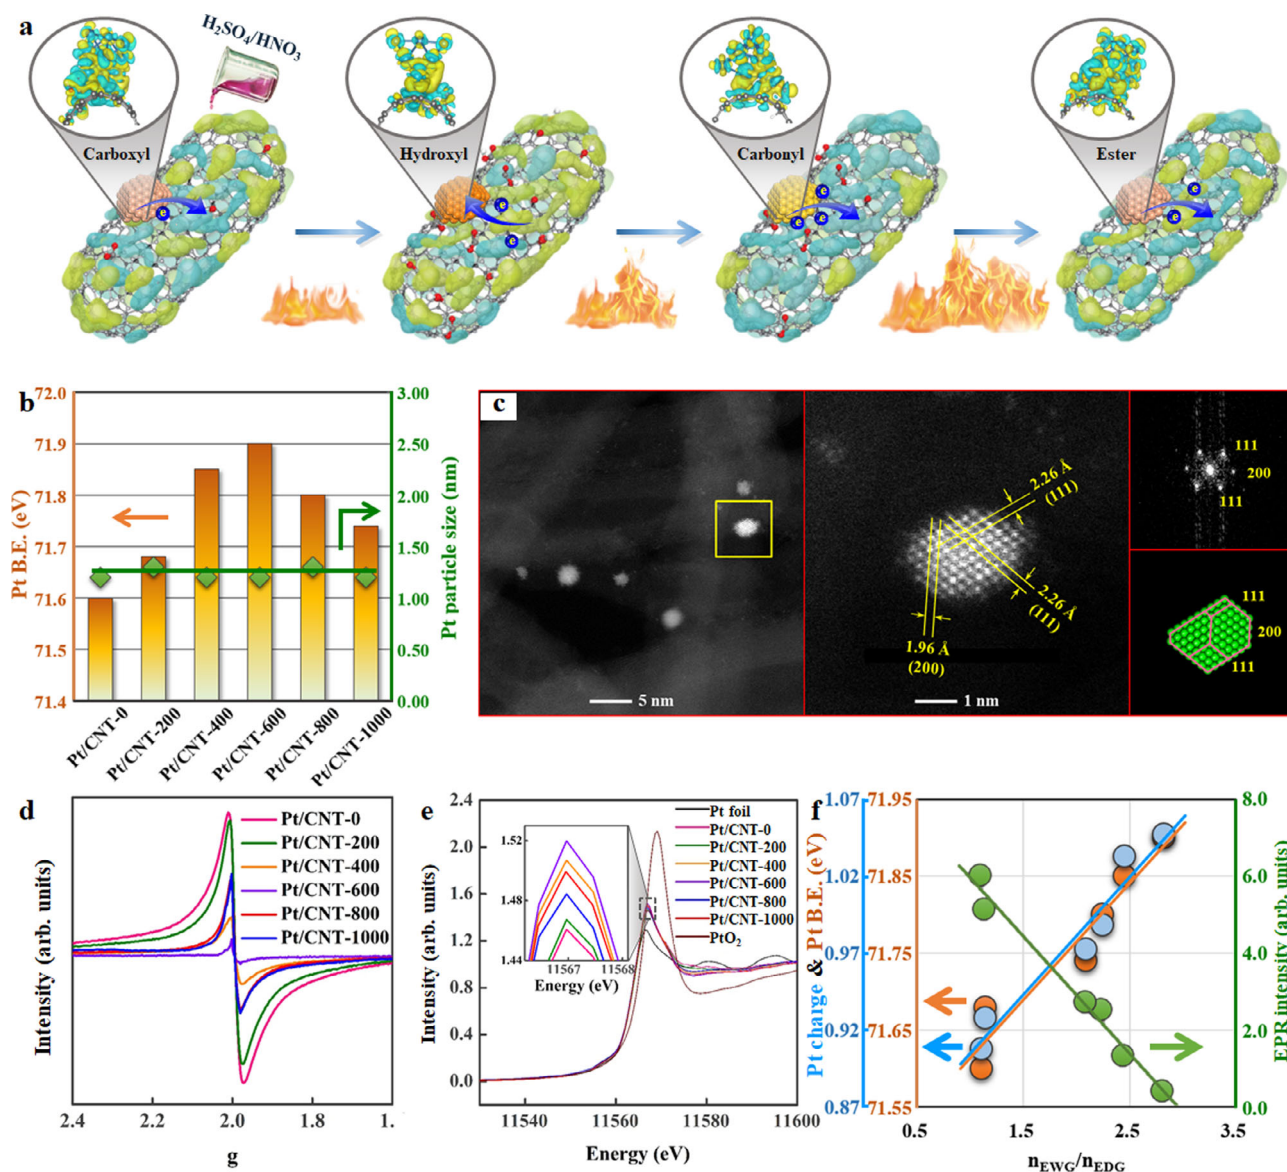 a
H₂SO₄/HNO₃
Carboxyl
Hydroxyl
Carbonyl
Ester
e
e
e
e
e
e
e
e
b
72.0
71.9
71.8
71.7
71.6
71.5
71.4
Pt B.E. (eV)
3.00
2.50
2.00
1.50
1.00
0.50
0.00
Pt particle size (nm)
Pt/CNT-0
Pt/CNT-200
Pt/CNT-400
Pt/CNT-600
Pt/CNT-800
Pt/CNT-1000
c
5 nm
2.26 Å
(111)
2.26 Å
(111)
1.96 Å
(200)
1 nm
111
200
111
111
200
111
d
Intensity (arb. units)
Pt/CNT-0
Pt/CNT-200
Pt/CNT-400
Pt/CNT-600
Pt/CNT-800
Pt/CNT-1000
2.4
2.2
2.0
1.9
1.
g
e
Intensity (arb. units)
2.4
2.0
1.6
1.2
0.8
0.4
0.0
1.52
1.48
1.44
11567
11568
Energy (eV)
Pt foil
Pt/CNT-0
Pt/CNT-200
Pt/CNT-400
Pt/CNT-600
Pt/CNT-800
Pt/CNT-1000
PtO₂
11540
11560
11580
11600
Energy (eV)
f
Pt charge & Pt B.E. (eV)
1.07
1.02
0.97
0.92
0.87
71.95
71.85
71.75
71.65
71.55
8.0
6.0
4.0
2.0
0.0
EPR intensity (arb. units)
0.5
1.5
2.5
3.5
n_EWG/n_EDG